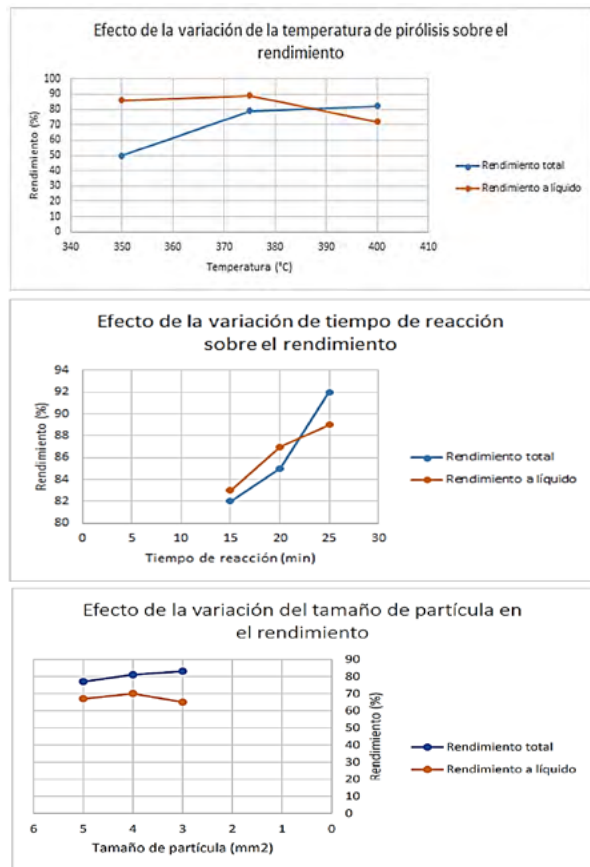 Efecto de la variación de la temperatura de pirólisis sobre el
rendimiento
100
90
80
70
60
50
40
30
20
10
0
Rendimiento (%)
340 350 360 370 380 390 400 410
Temperatura (°C)
Rendimiento total
Rendimiento a líquido
Efecto de la variación de tiempo de reacción
sobre el rendimiento
94
92
90
88
86
84
82
80
Rendimiento (%)
0 5 10 15 20 25 30
Tiempo de reacción (min)
Rendimiento total
Rendimiento a líquido
Efecto de la variación del tamaño de partícula en
el rendimiento
90
80
70
60
50
40
30
20
10
0
Rendimiento (%)
6 5 4 3 2 1 0
Tamaño de partícula (mm2)
Rendimiento total
Rendimiento a líquido